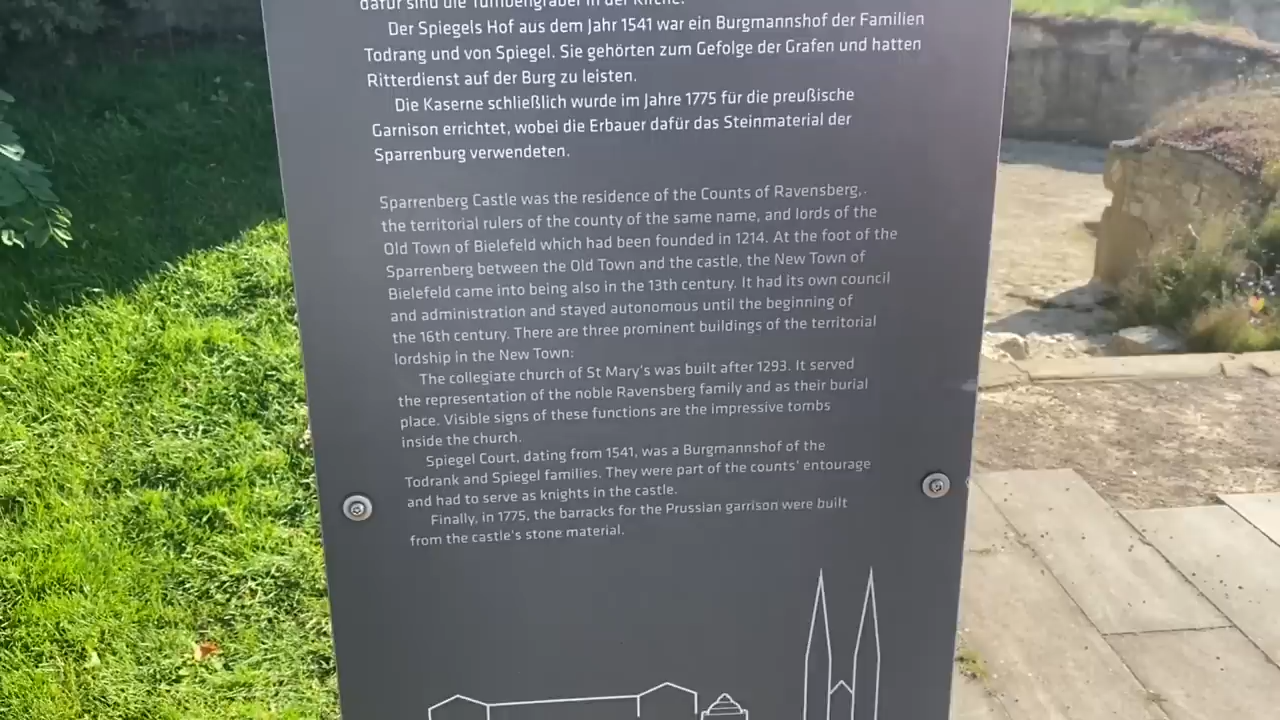 dafür sind die Tumbengräber in der Kirche.
Der Spiegels Hof aus dem Jahr 1541 war ein Burgmannshof der Familien
Todrang und von Spiegel. Sie gehörten zum Gefolge der Grafen und hatten
Ritterdienst auf der Burg zu leisten.
Die Kaserne schließlich wurde im Jahre 1775 für die preußische
Garnison errichtet, wobei die Erbauer dafür das Steinmaterial der
Sparrenburg verwendeten.
Sparrenberg Castle was the residence of the Counts of Ravensberg,
the territorial rulers of the county of the same name, and lords of the
Old Town of Bielefeld which had been founded in 1214. At the foot of the
Sparrenberg between the Old Town and the castle, the New Town of
Bielefeld came into being also in the 13th century. It had its own council
and administration and stayed autonomous until the beginning of
the 16th century. There are three prominent buildings of the territorial
lordship in the New Town:
The collegiate church of St Mary's was built after 1293. It served
the representation of the noble Ravensberg family and as their burial
place. Visible signs of these functions are the impressive tombs
inside the church.
Spiegel Court, dating from 1541, was a Burgmannshof of the
Todrank and Spiegel families. They were part of the counts' entourage
and had to serve as knights in the castle.
Finally, in 1775, the barracks for the Prussian garrison were built
from the castle's stone material.